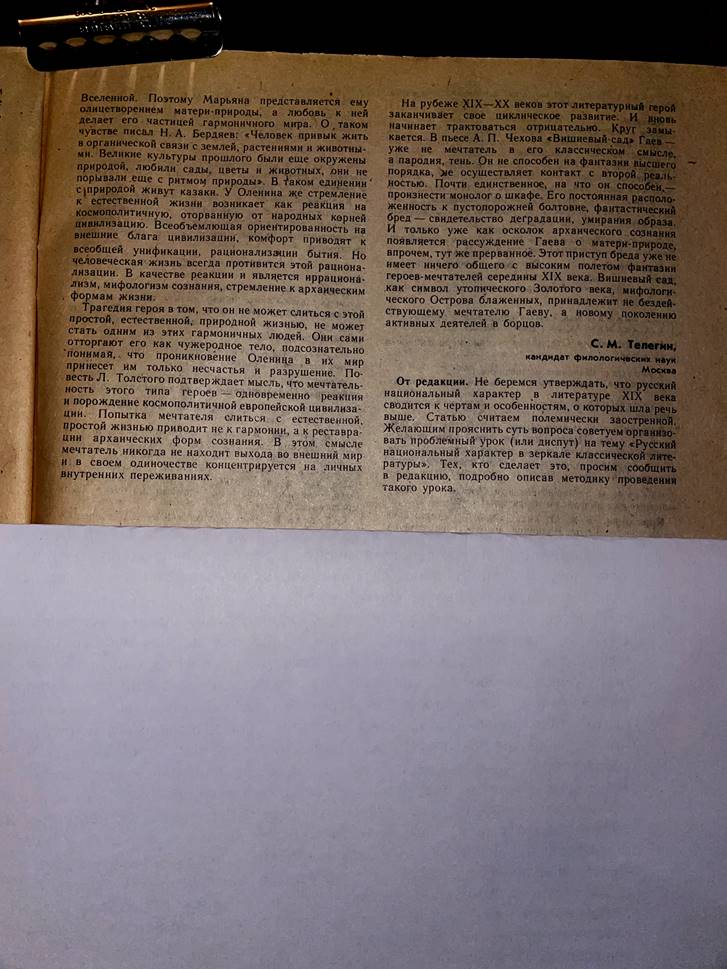 Вселенной. Поэтому Марьяна представляется ему
олицетворением матери-природы, а любовь к ней
делает его частицей гармоничного мира. О таком
чувстве писал Н. А. Бердяев: «Человек привык жить
в органической связи с землей, растениями и животны-
ми. Великие культуры прошлого были еще окружены
природой, любили сады, цветы и животных, они не
порывали еще с ритмом природы». В таком единении
с природой живут казаки. У Оленина же стремление
к естественной жизни возникает как реакция на
космополитичную, оторванную от народных корней
цивилизацию. Всеобъемлющая ориентированность на
внешние блага цивилизации, комфорт приводят к
всеобщей унификации, рационализации бытия. Но
человеческая жизнь всегда противится этой рациона-
лизации. В качестве реакции и является иррациона-
лизм, мифологизм сознания, стремление к архаическим
формам жизни.
Трагедия героя в том, что он не может слиться с этой
простой, естественной, природной жизнью, не может
стать одним из этих гармоничных людей. Они сами
отторгают его как чужеродное тело, подсознательно
понимая, что проникновение Оленина в их мир
принесет им только несчастья и разрушение. По-
весть Л. Толстого подтверждает мысль, что мечтатель-
ность этого типа героев — одновременно реакция
и порождение космополитичной европейской цивилиза-
ции. Попытка мечтателя слиться с естественной,
простой жизнью приводит не к гармонии, а к реставра-
ции архаических форм сознания. В этом смысле
мечтатель никогда не находит выхода во внешний мир
и в своем одиночестве концентрируется на личных
внутренних переживаниях.
На рубеже XIX—XX веков этот литературный герой
заканчивает свое циклическое развитие. И вновь
начинает трактоваться отрицательно. Круг замы-
кается. В пьесе А. П. Чехова «Вишневый сад» Гаев —
уже не мечтатель в его классическом смысле,
а пародия, тень. Он не способен на фантазии высшего
порядка, не осуществляет контакт с второй реаль-
ностью. Почти единственное, на что он способен,—
произнести монолог о шкафе. Его постоянная располо-
женность к пустопорожней болтовне, фантастический
бред — свидетельство деградации, умирания образа.
И только уже как осколок архаического сознания
появляется рассуждение Гаева о матери-природе,
впрочем, тут же прерванное. Этот приступ бреда уже не
имеет ничего общего с высоким полетом фантазии
героев-мечтателей середины XIX века. Вишневый сад,
как символ утопического Золотого века, мифологи-
ческого Острова блаженных, принадлежит не бездей-
ствующему мечтателю Гаеву, а новому поколению
активных деятелей в борцов.
С. М. Телегин,
кандидат филологических наук
Москва
От редакции. Не беремся утверждать, что русский
национальный характер в литературе XIX века
сводится к чертам и особенностям, о которых шла речь
выше. Статью считаем полемически заостренной.
Желающим прояснить суть вопроса советуем организо-
вать проблемный урок (или диспут) на тему «Русский
национальный характер в зеркале классической лите-
ратуры». Тех, кто сделает это, просим сообщить
в редакцию, подробно описав методику проведения
такого урока.